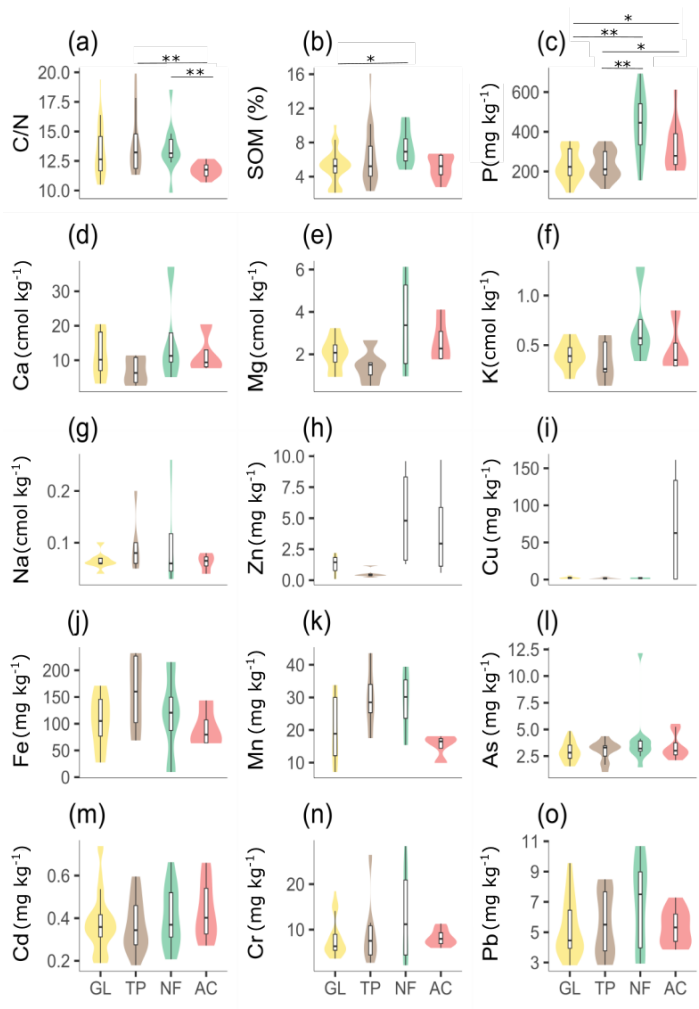 (a) (b) (c)
** * * ** * **
**
C/N
20.0
17.5
15.0
12.5
10.0
SOM (%)
16
12
8
4
P(mg kg-1)
600
400
200
(d) (e) (f)
Ca(cmol kg-1)
30
20
10
Mg(cmol kg-1)
6
4
2
K(cmol kg-1)
1.0
0.5
(g) (h) (i)
Na(cmol kg-1)
0.2
0.1
Zn(mg kg-1)
10.0
7.5
5.0
2.5
0.0
Cu(mg kg-1)
150
100
50
0
(j) (k) (l)
Fe(mg kg-1)
200
150
100
50
0
Mn(mg kg-1)
40
30
20
10
As(mg kg-1)
12.5
10.0
7.5
5.0
2.5
(m) (n) (o)
Cd(mg kg-1)
0.6
0.4
0.2
Cr(mg kg-1)
20
10
Pb(mg kg-1)
11
9
7
5
3
GL TP NF AC GL TP NF AC GL TP NF AC